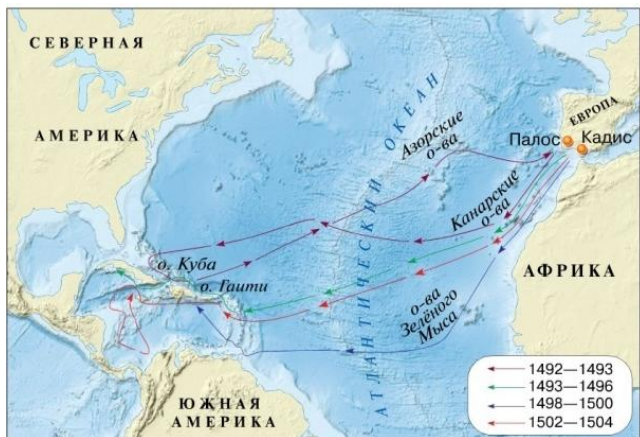 СЕВЕРНАЯ
АМЕРИКА
АТЛАНТИЧЕСКИЙ ОКЕАН
Азорские
о-ва
ЕВРОПА
Палос
Кадис
Канарские
о-ва
о. Куба
о. Гаити
АФРИКА
о-ва
Зелёного
Мыса
ЮЖНАЯ
АМЕРИКА
1492—1493
1493—1496
1498—1500
1502—1504